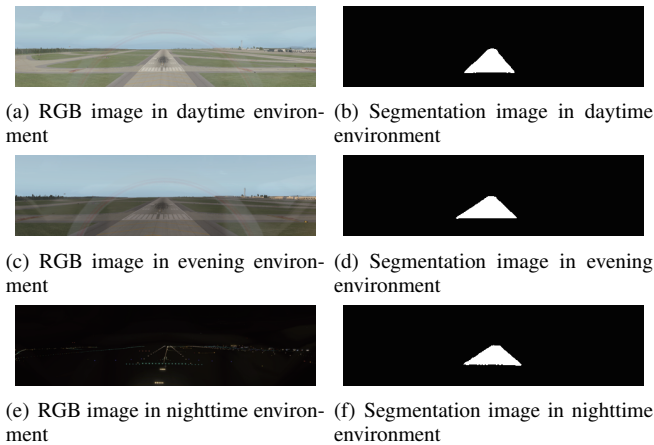 (a) RGB image in daytime environ-
ment
(b) Segmentation image in daytime
environment
(c) RGB image in evening environ-
ment
(d) Segmentation image in evening
environment
(e) RGB image in nighttime environ-
ment
(f) Segmentation image in nighttime
environment